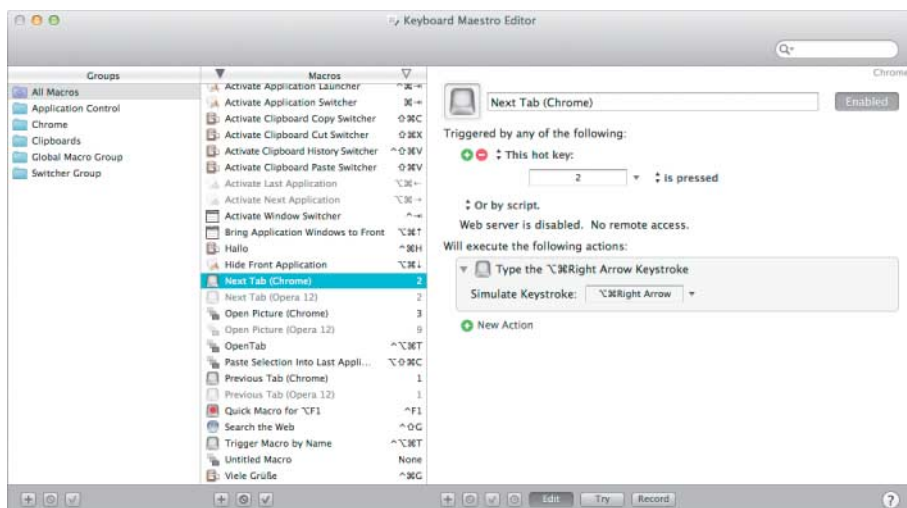 Keyboard Maestro Editor
Groups
All Macros
Application Control
Chrome
Clipboards
Global Macro Group
Switcher Group
Macros
Activate Application Launcher ^⌘⇥
Activate Application Switcher ⌘⇥
Activate Clipboard Copy Switcher ⇧⌘C
Activate Clipboard Cut Switcher ⇧⌘X
Activate Clipboard History Switcher ^⇧⌘V
Activate Clipboard Paste Switcher ⇧⌘V
Activate Last Application ⌥⌘←
Activate Next Application ⌥⌘→
Activate Window Switcher ^⇥
Bring Application Windows to Front ⌥⌘↑
Hallo ^⌘H
Hide Front Application ⌥⌘↓
Next Tab (Chrome) 2
Next Tab (Opera 12) 2
Open Picture (Chrome) 3
Open Picture (Opera 12) 9
OpenTab ^⌥⌘T
Paste Selection Into Last Appli... ⌥⇧⌘C
Previous Tab (Chrome) 1
Previous Tab (Opera 12) 1
Quick Macro for ⌥F1 ^F1
Search the Web ^⇧G
Trigger Macro by Name ^⌥⌘T
Untitled Macro None
Viele Grüße ^⌘G
Chrome
Next Tab (Chrome)
Enabled
Triggered by any of the following:
This hot key:
2 is pressed
Or by script.
Web server is disabled. No remote access.
Will execute the following actions:
Type the ⌥⌘Right Arrow Keystroke
Simulate Keystroke: ⌥⌘Right Arrow
New Action
Edit Try Record
?